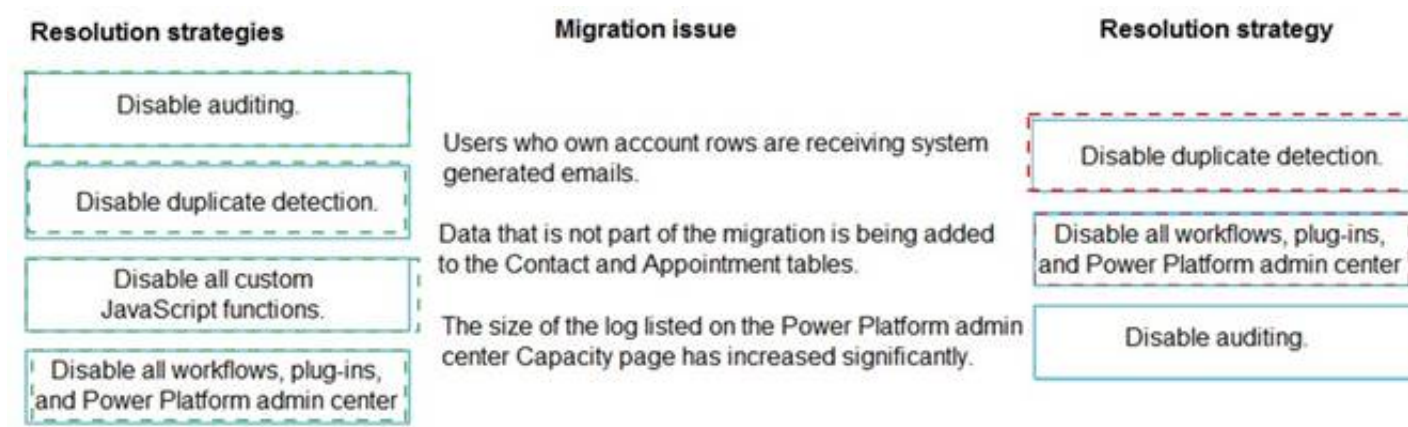 Resolution strategies
Migration issue
Resolution strategy
Disable auditing.
Disable duplicate detection.
Disable all custom
JavaScript functions.
Disable all workflows, plug-ins,
and Power Platform admin center
Users who own account rows are receiving system
generated emails.
Data that is not part of the migration is being added
to the Contact and Appointment tables.
The size of the log listed on the Power Platform admin
center Capacity page has increased significantly.
Disable duplicate detection.
Disable all workflows, plug-ins,
and Power Platform admin center
Disable auditing.